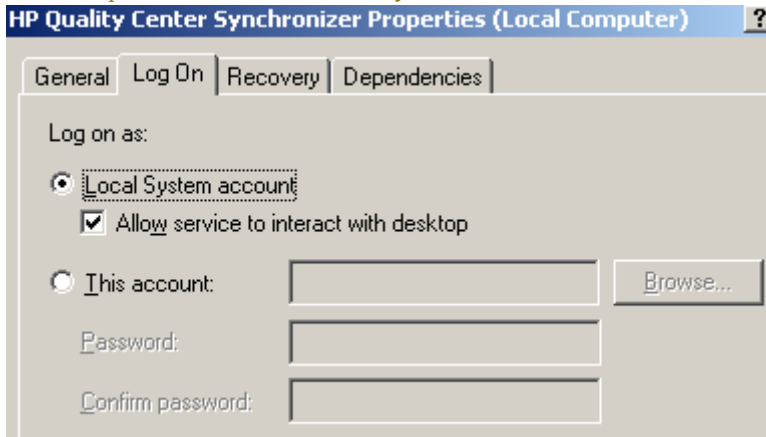 HP Quality Center Synchronizer Properties (Local Computer) ?
General Log On Recovery Dependencies
Log on as:
Local System account
Allow service to interact with desktop
This account: Browse...
Password:
Confirm password: